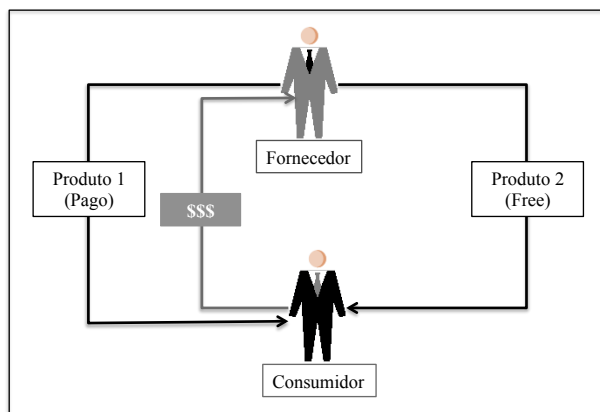 Fornecedor
Produto 1
(Pago)
$$$
Produto 2
(Free)
Consumidor